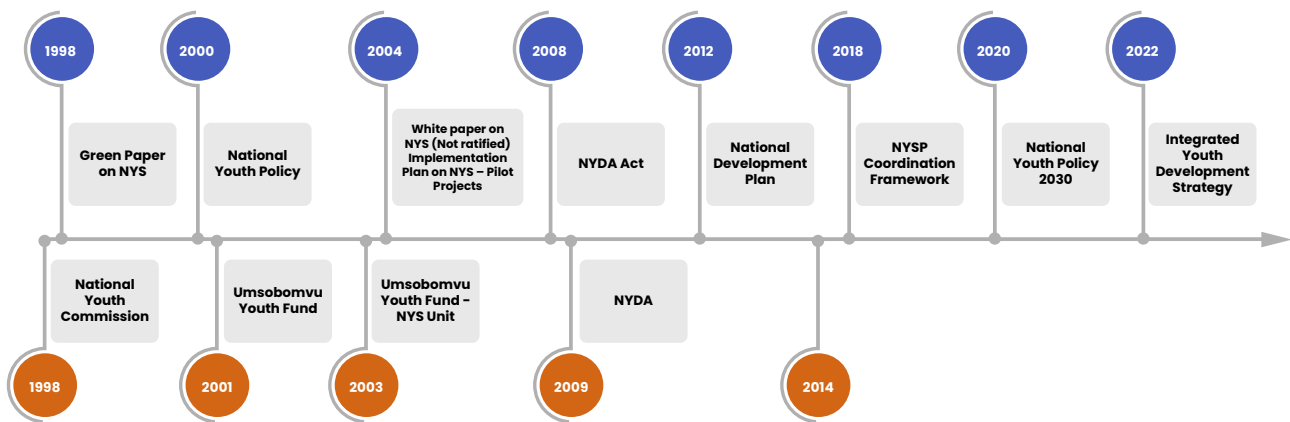 1998
2000
2004
2008
2012
2018
2020
2022
Green Paper
on NYS
National
Youth Policy
White paper on
NYS (Not ratified)
Implementation
Plan on NYS – Pilot
Projects
NYDA Act
National
Development
Plan
NYSP
Coordination
Framework
National
Youth Policy
2030
Integrated
Youth
Development
Strategy
National
Youth
Commission
Umsobomvu
Youth Fund
Umsobomvu
Youth Fund -
NYS Unit
NYDA
1998
2001
2003
2009
2014